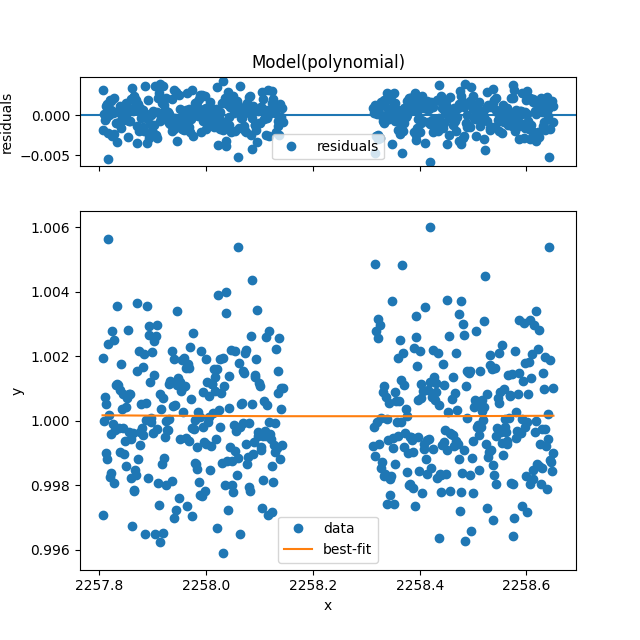 Model(polynomial)
residuals
0.000
−0.005
residuals
1.006
1.004
1.002
1.000
0.998
0.996
y
data
best-fit
2257.8
2258.0
2258.2
2258.4
2258.6
x